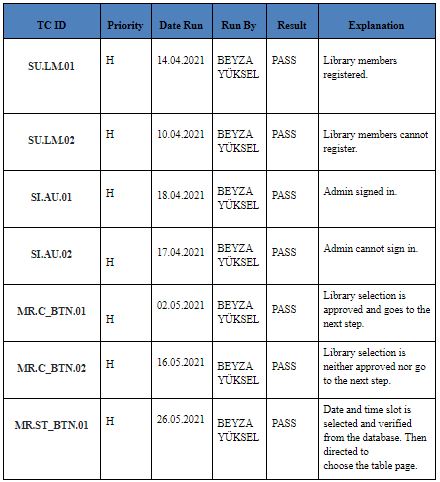 TC ID Priority Date Run Run By Result Explanation
SU.LM.01 H 14.04.2021 BEYZA PASS Library members
YÜKSEL registered.
SU.LM.02 H 10.04.2021 BEYZA PASS Library members cannot
YÜKSEL register.
SI.AU.01 H 18.04.2021 BEYZA PASS Admin signed in.
YÜKSEL
SI.AU.02 H 17.04.2021 BEYZA PASS Admin cannot sign in.
YÜKSEL
MR.C_BTN.01 H 02.05.2021 BEYZA PASS Library selection is
YÜKSEL approved and goes to the
next step.
MR.C_BTN.02 H 16.05.2021 BEYZA PASS Library selection is
YÜKSEL neither approved nor go
to the next step.
MR.ST_BTN.01 H 26.05.2021 BEYZA PASS Date and time slot is
YÜKSEL selected and verified
from the database. Then
directed to
choose the table page.